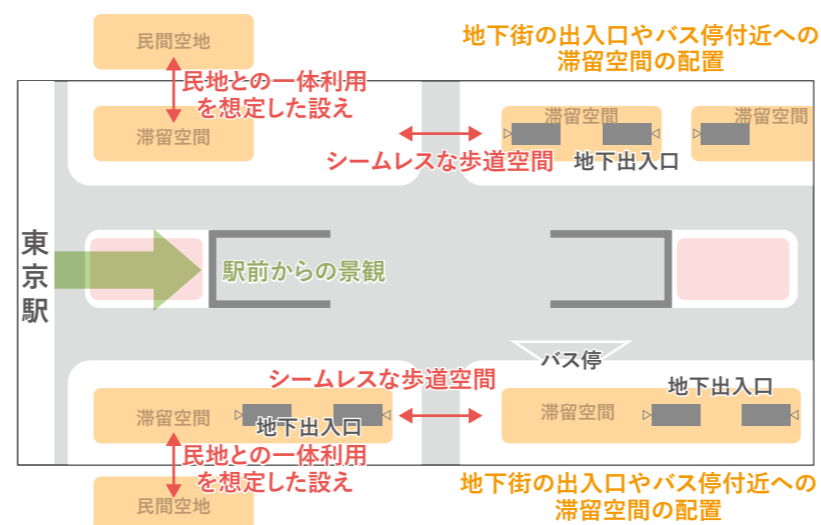 民間空地
地下街の出入口やバス停付近への
滞留空間の配置
民地との一体利用
を想定した設え
滞留空間
滞留空間
滞留空間
シームレスな歩道空間
地下出入口
東京駅
駅前からの景観
バス停
シームレスな歩道空間
地下出入口
滞留空間
地下出入口
滞留空間
民地との一体利用
を想定した設え
民間空地
地下街の出入口やバス停付近への
滞留空間の配置